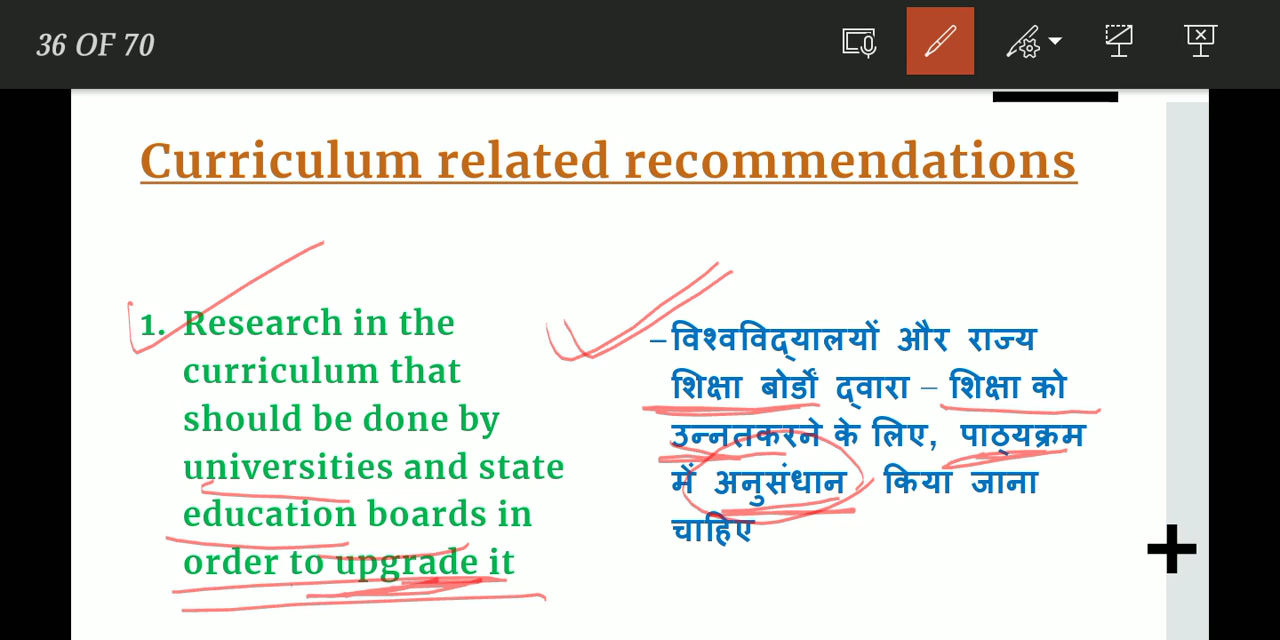 36 OF 70
Curriculum related recommendations
1. Research in the
curriculum that
should be done by
universities and state
education boards in
order to upgrade it
–विश्वविद्यालयों और राज्य
शिक्षा बोर्डों द्वारा – शिक्षा को
उन्नतकरने के लिए, पाठ्यक्रम
में अनुसंधान किया जाना
चाहिए